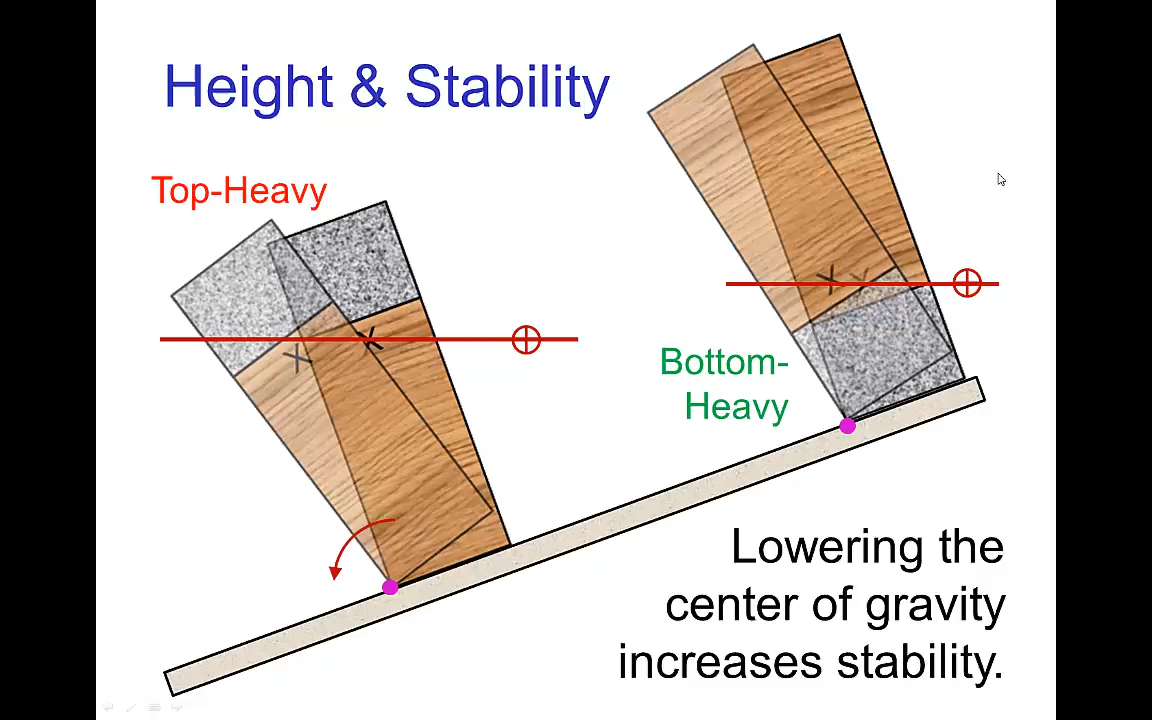 Height & Stability
Top-Heavy
Bottom-
Heavy
Lowering the
center of gravity
increases stability.